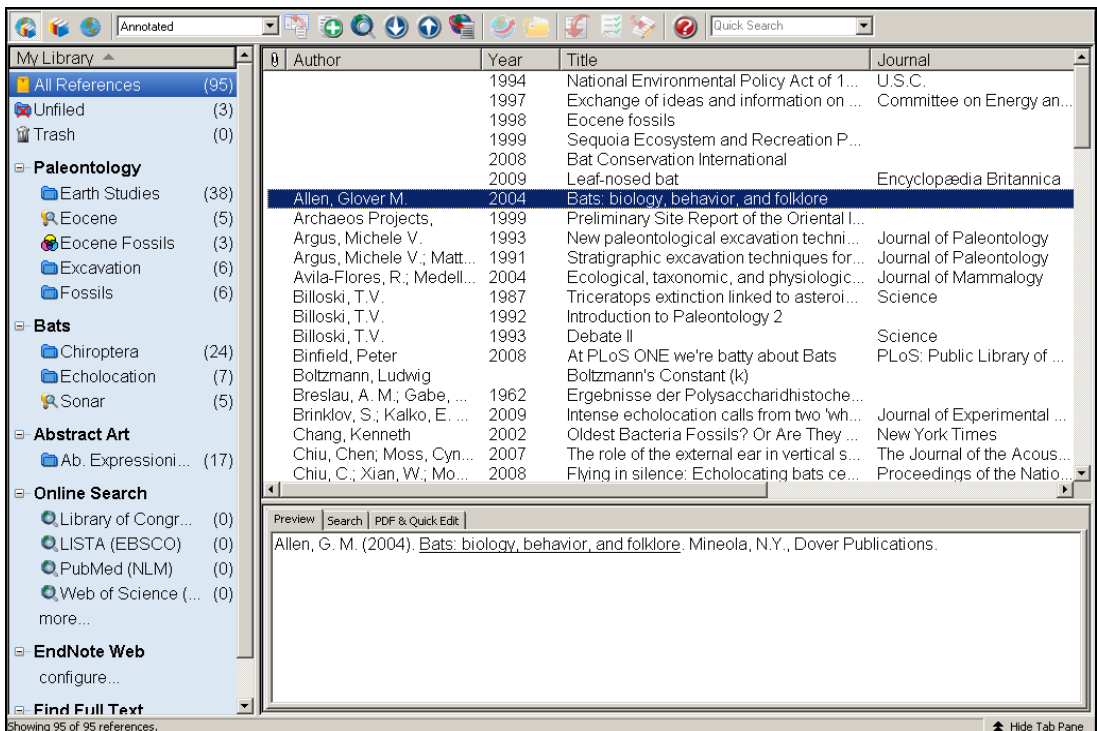 Annotated
Quick Search
My Library
All References (95)
Unfiled (3)
Trash (0)
Paleontology
Earth Studies (38)
Eocene (5)
Eocene Fossils (3)
Excavation (6)
Fossils (6)
Bats
Chiroptera (24)
Echolocation (7)
Sonar (5)
Abstract Art
Ab. Expressioni... (17)
Online Search
Library of Congr... (0)
LISTA (EBSCO) (0)
PubMed (NLM) (0)
Web of Science (... (0)
more...
EndNote Web
configure...
Find Full Text
Author Year Title Journal
1994 National Environmental Policy Act of 1... U.S.C.
1997 Exchange of ideas and information on ... Committee on Energy an...
1998 Eocene fossils
1999 Sequoia Ecosystem and Recreation P...
2008 Bat Conservation International
2009 Leaf-nosed bat Encyclopædia Britannica
Allen, Glover M. 2004 Bats: biology, behavior, and folklore
Archaeos Projects, 1999 Preliminary Site Report of the Oriental I...
Argus, Michele V. 1993 New paleontological excavation techni... Journal of Paleontology
Argus, Michele V.; Matt... 1991 Stratigraphic excavation techniques for... Journal of Paleontology
Avila-Flores, R.; Medell... 2004 Ecological, taxonomic, and physiologic... Journal of Mammalogy
Billoski, T.V. 1987 Triceratops extinction linked to asteroi... Science
Billoski, T.V. 1992 Introduction to Paleontology 2
Billoski, T.V. 1993 Debate II Science
Binfield, Peter 2008 At PLoS ONE we're batty about Bats PLoS: Public Library of ...
Boltzmann, Ludwig Boltzmann's Constant (k)
Breslau, A. M.; Gabe, ... 1962 Ergebnisse der Polysaccharidhistoche...
Brinklov, S.; Kalko, E. ... 2009 Intense echolocation calls from two 'wh... Journal of Experimental ...
Chang, Kenneth 2002 Oldest Bacteria Fossils? Or Are They ... New York Times
Chiu, Chen; Moss, Cyn... 2007 The role of the external ear in vertical s... The Journal of the Acous...
Chiu, C.; Xian, W.; Mo... 2008 Flying in silence: Echolocating bats ce... Proceedings of the Natio...
Preview Search PDF & Quick Edit
Allen, G. M. (2004). Bats: biology, behavior, and folklore. Mineola, N.Y., Dover Publications.
Showing 95 of 95 references.
Hide Tab Pane